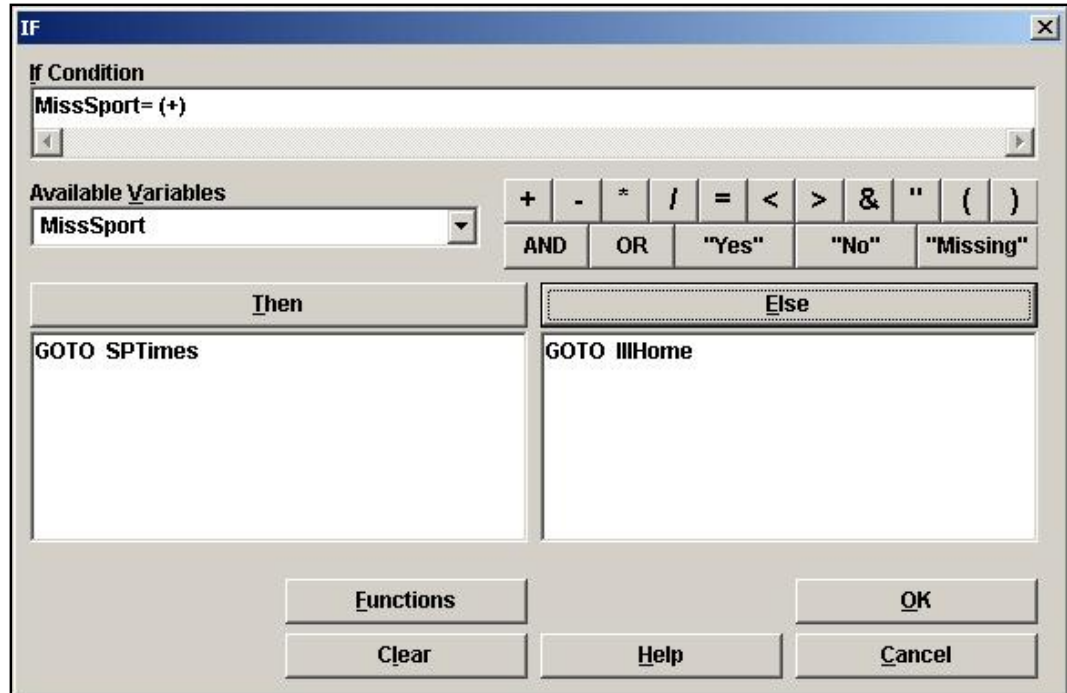 IF
If Condition
MissSport= (+)
Available Variables
MissSport
+ - * / = < > & " ( )
AND OR "Yes" "No" "Missing"
Then Else
GOTO SPTimes GOTO IllHome
Functions OK
Clear Help Cancel